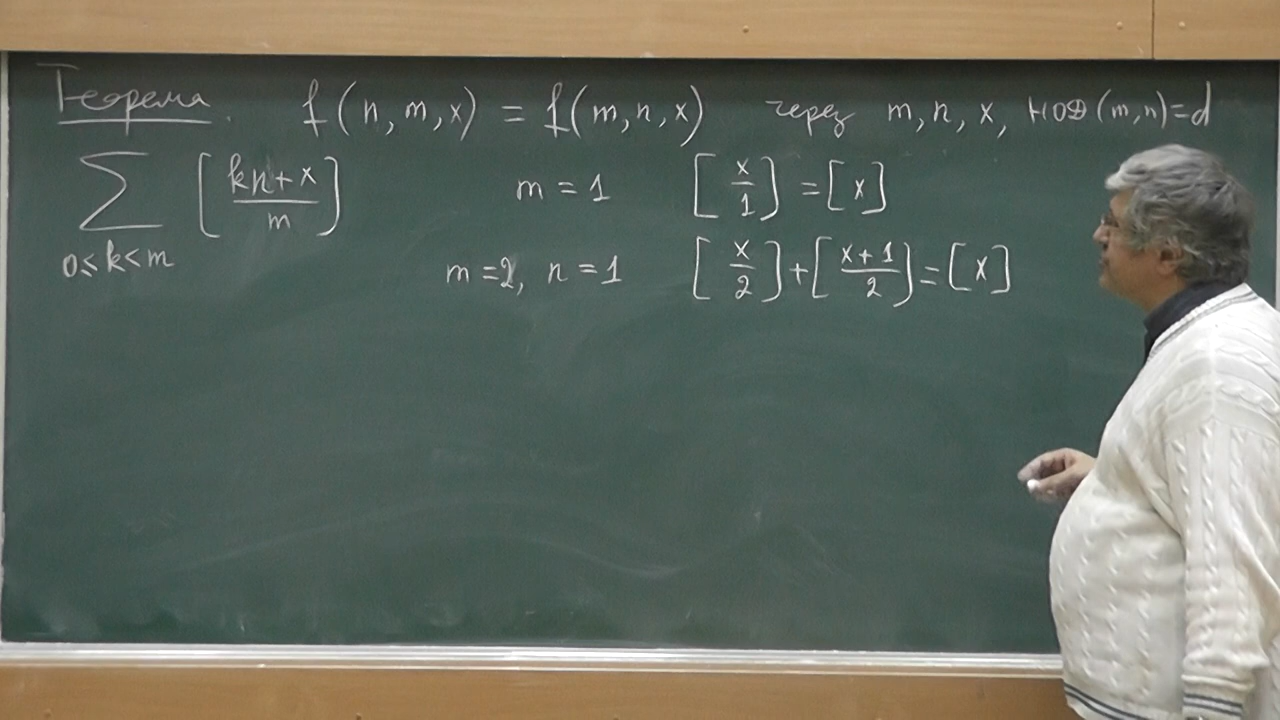 Теорема. f(n,m,x) = f(m,n,x) через m, n, x, НОД(m,n)=d
∑ 0≤k<m [(kn+x)/m] m = 1 [x/1] = [x]
m = 2, n = 1 [x/2] + [(x+1)/2] = [x]